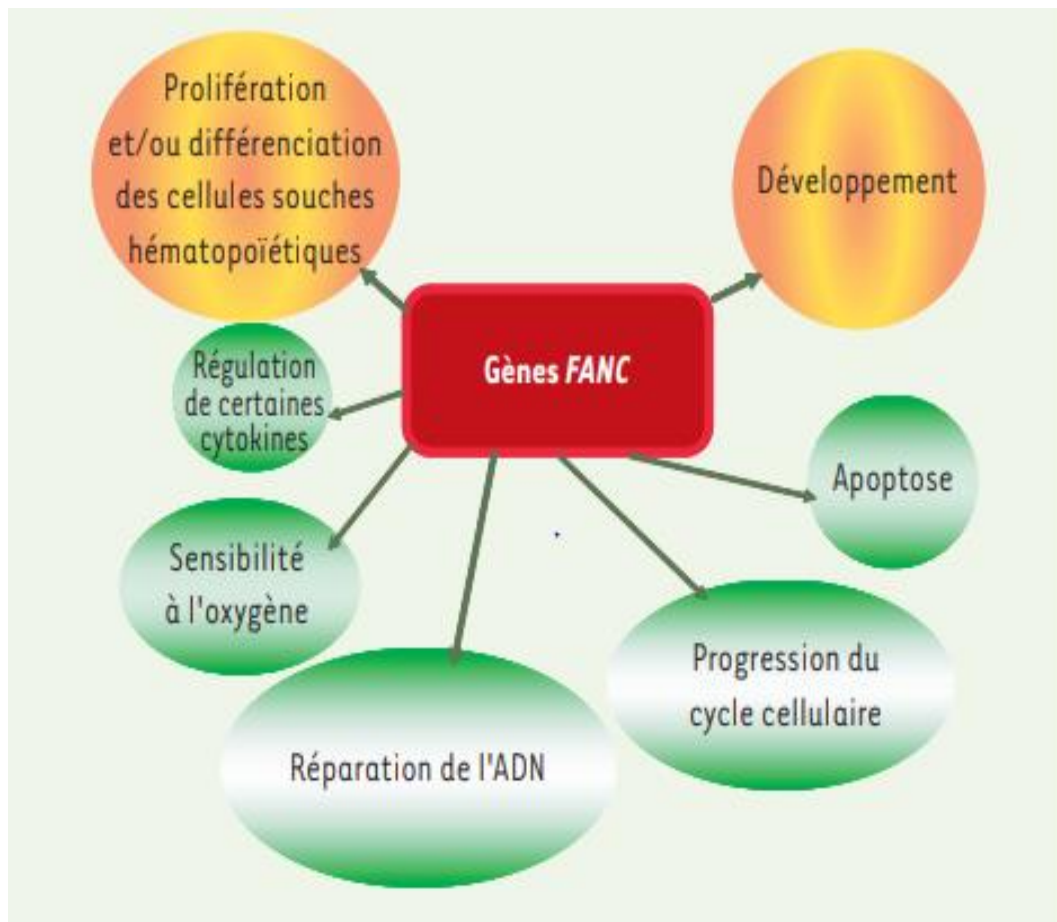 Prolifération
et/ou différenciation
des cellules souches
hématopoïétiques
Développement
Gènes FANC
Régulation
de certaines
cytokines
Apoptose
Sensibilité
à l'oxygène
Progression du
cycle cellulaire
Réparation de l'ADN